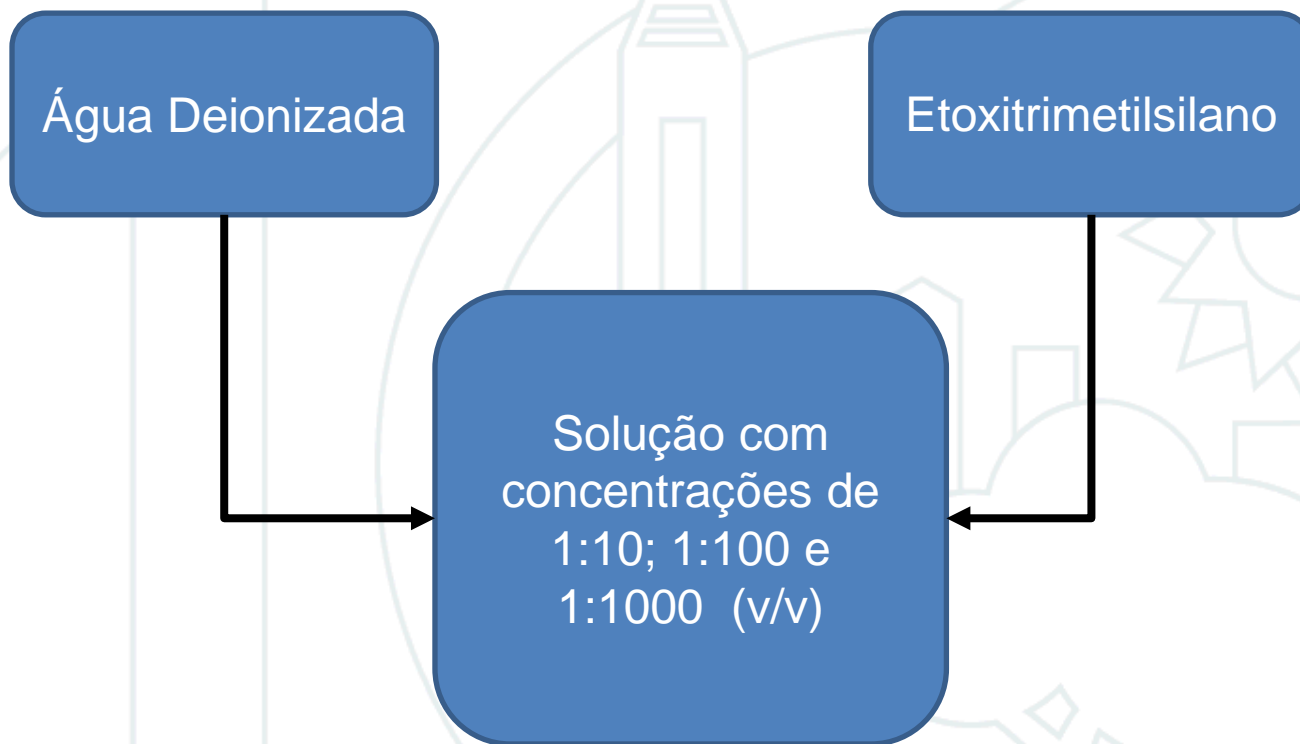 Água Deionizada
Etoxitrimetilsilano
Solução com
concentrações de
1:10; 1:100 e
1:1000 (v/v)